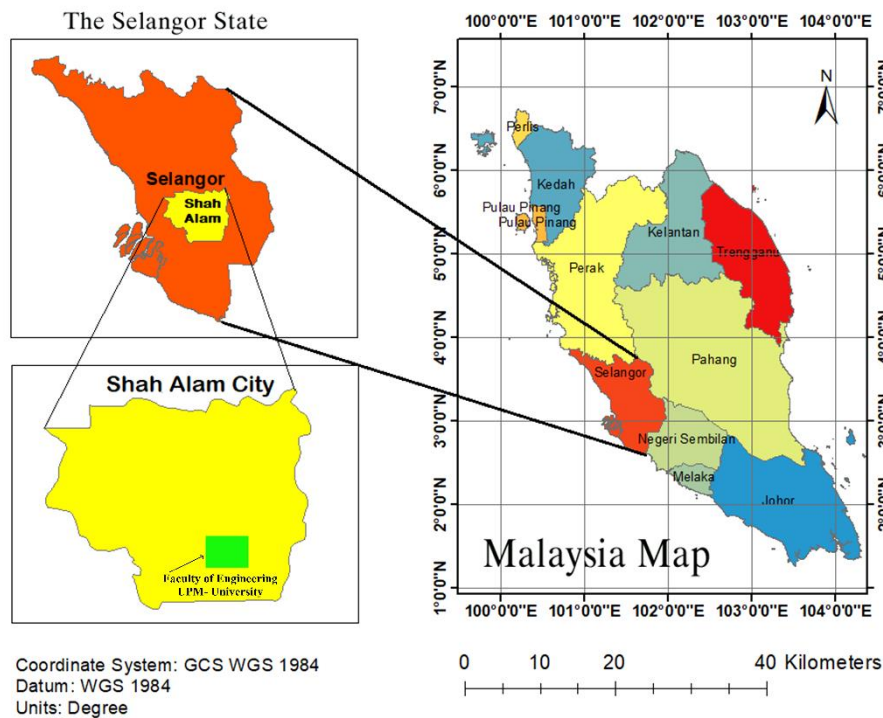 The Selangor State
Selangor
Shah
Alam
Shah Alam City
Faculty of Engineering
UPM- University
Coordinate System: GCS WGS 1984
Datum: WGS 1984
Units: Degree
100°0'0"E 101°0'0"E 102°0'0"E 103°0'0"E 104°0'0"E
N
7°0'0"N
6°0'0"N
5°0'0"N
4°0'0"N
3°0'0"N
2°0'0"N
1°0'0"N
Perlis
Kedah
Pulau Pinang
Pulau Pinang
Kelantan
Trengganu
Perak
Pahang
Selangor
Negeri Sembilan
Melaka
Johor
Malaysia Map
100°0'0"E 101°0'0"E 102°0'0"E 103°0'0"E 104°0'0"E
0 10 20 40 Kilometers